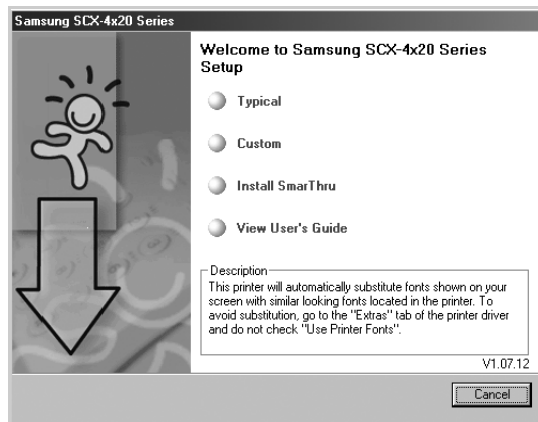 Samsung SCX-4x20 Series
Welcome to Samsung SCX-4x20 Series
Setup
Typical
Custom
Install SmarThru
View User's Guide
Description
This printer will automatically substitute fonts shown on your
screen with similar looking fonts located in the printer. To
avoid substitution, go to the "Extras" tab of the printer driver
and do not check "Use Printer Fonts".
V1.07.12
Cancel